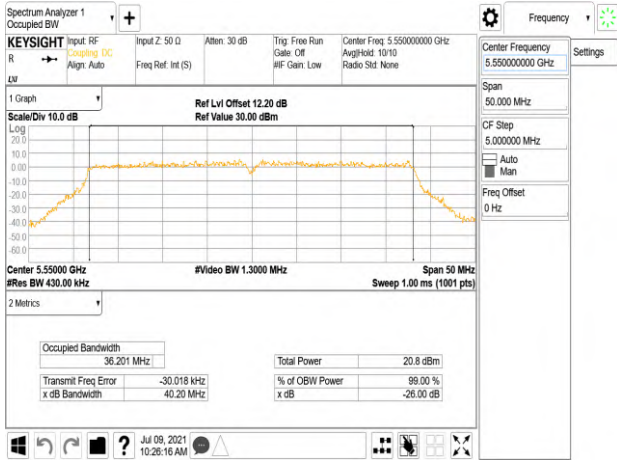 Spectrum Analyzer 1
Occupied BW
+
Frequency
KEYSIGHT Input: RF Input Z: 50 Ω Atten: 30 dB Trig: Free Run Center Freq: 5.550000000 GHz
R Coupling: DC Gate: Off Avg|Hold: 10/10
Align: Auto Freq Ref: Int (S) #IF Gain: Low Radio Std: None
LXI
Center Frequency
5.550000000 GHz
Settings
Span
50.000 MHz
CF Step
5.000000 MHz
Auto
Man
Freq Offset
0 Hz
1 Graph
Ref Lvl Offset 12.20 dB
Scale/Div 10.0 dB Ref Value 30.00 dBm
Log
20.0
10.0
0.00
-10.0
-20.0
-30.0
-40.0
-50.0
-60.0
Center 5.55000 GHz #Video BW 1.3000 MHz Span 50 MHz
#Res BW 430.00 kHz Sweep 1.00 ms (1001 pts)
2 Metrics
Occupied Bandwidth
36.201 MHz Total Power 20.8 dBm
Transmit Freq Error -30.018 kHz % of OBW Power 99.00 %
x dB Bandwidth 40.20 MHz x dB -26.00 dB
?
Jul 09, 2021
10:26:16 AM